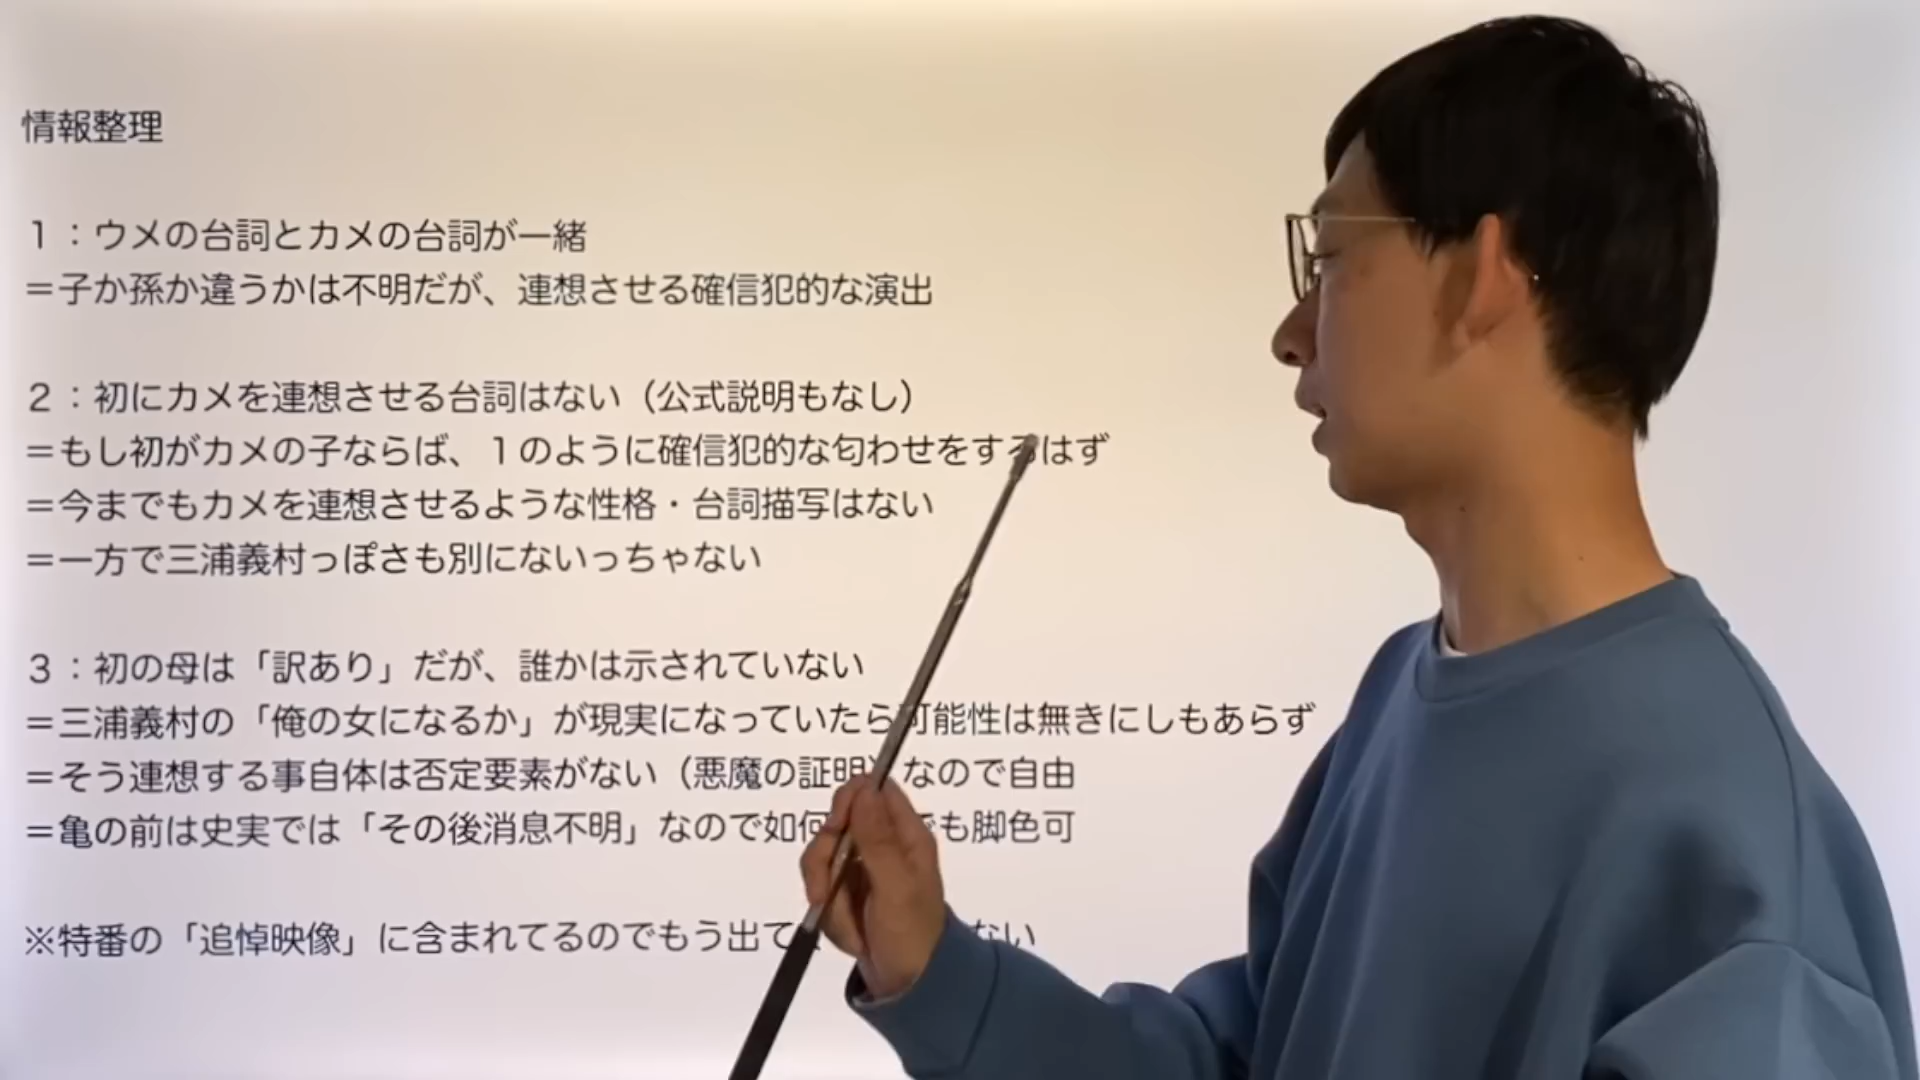 情報整理
１：ウメの台詞とカメの台詞が一緒
＝子か孫か違うかは不明だが、連想させる確信犯的な演出
２：初にカメを連想させる台詞はない（公式説明もなし）
＝もし初がカメの子ならば、１のように確信犯的な匂わせをするはず
＝今までもカメを連想させるような性格・台詞描写はない
＝一方で三浦義村っぽさも別にないっちゃない
３：初の母は「訳あり」だが、誰かは示されていない
＝三浦義村の「俺の女になるか」が現実になっていたら可能性は無きにしもあらず
＝そう連想する事自体は否定要素がない（悪魔の証明）なので自由
＝亀の前は史実では「その後消息不明」なので如何 でも脚色可
※特番の「追悼映像」に含まれてるのでもう出て ない